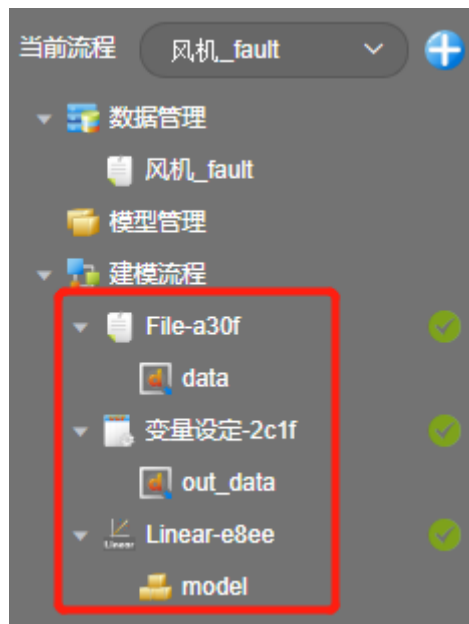 当前流程 风机_fault
数据管理
风机_fault
模型管理
建模流程
File-a30f
data
变量设定-2c1f
out_data
Linear-e8ee
Linear
model